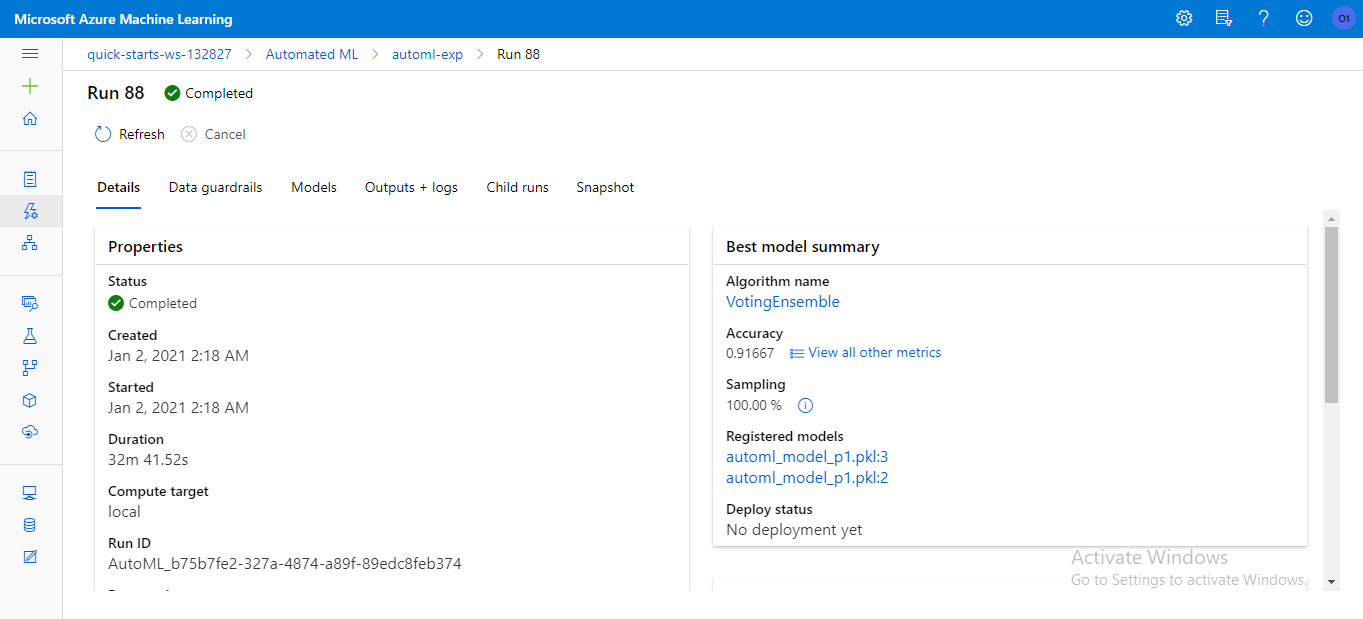 Microsoft Azure Machine Learning
O1
quick-starts-ws-132827 > Automated ML > automl-exp > Run 88
Run 88 Completed
Refresh Cancel
Details Data guardrails Models Outputs + logs Child runs Snapshot
Properties
Status
Completed
Created
Jan 2, 2021 2:18 AM
Started
Jan 2, 2021 2:18 AM
Duration
32m 41.52s
Compute target
local
Run ID
AutoML_b75b7fe2-327a-4874-a89f-89edc8feb374
Best model summary
Algorithm name
VotingEnsemble
Accuracy
0.91667 View all other metrics
Sampling
100.00 %
Registered models
automl_model_p1.pkl:3
automl_model_p1.pkl:2
Deploy status
No deployment yet
Activate Windows
Go to Settings to activate Windows.